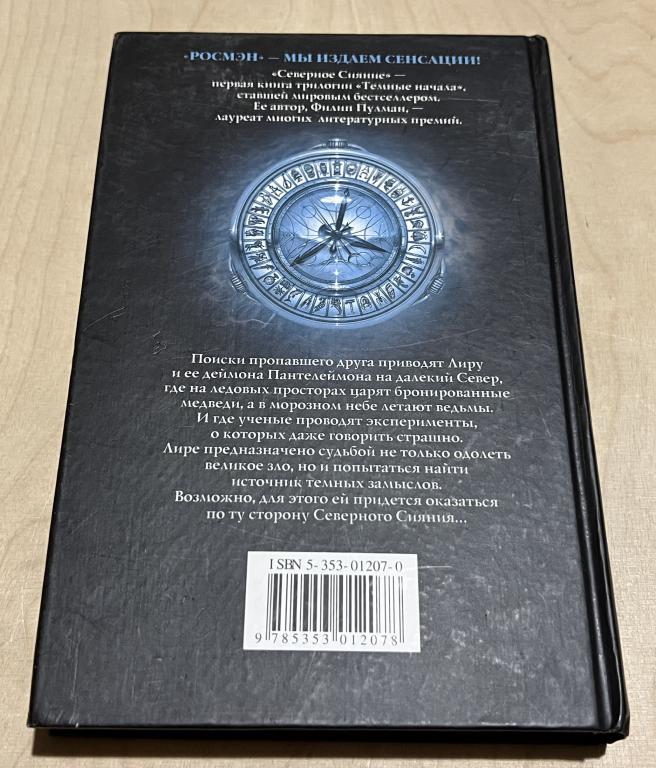 «РОСМЭН» — МЫ ИЗДАЕМ СЕНСАЦИИ!
«Северное Сияние» —
первая книга трилогии «Темные начала»,
ставшей мировым бестселлером.
Ее автор, Филип Пулман, —
лауреат многих литературных премий.
Поиски пропавшего друга приводят Лиру
и ее деймона Пантелеймона на далекий Север,
где на ледовых просторах царят бронированные
медведи, а в морозном небе летают ведьмы.
И где ученые проводят эксперименты,
о которых даже говорить страшно.
Лире предназначено судьбой не только одолеть
великое зло, но и попытаться найти
источник темных замыслов.
Возможно, для этого ей придется оказаться
по ту сторону Северного Сияния...
ISBN 5-353-01207-0
9 785353 012078